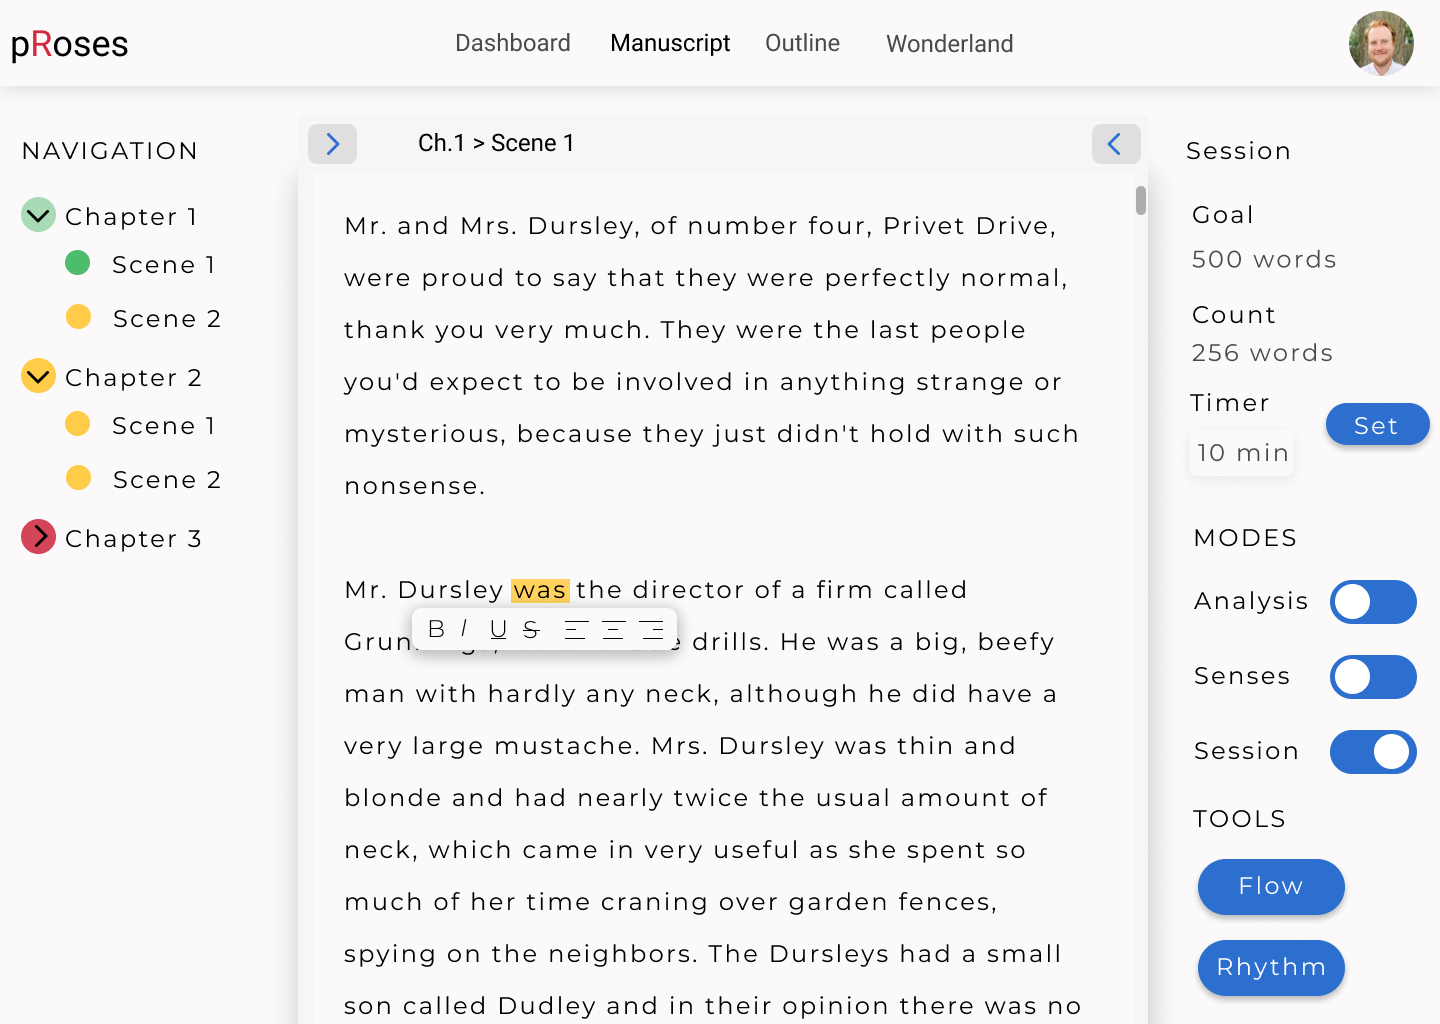 pRoses
Dashboard Manuscript Outline Wonderland
NAVIGATION
Chapter 1
Scene 1
Scene 2
Chapter 2
Scene 1
Scene 2
Chapter 3
Ch.1 > Scene 1
Mr. and Mrs. Dursley, of number four, Privet Drive,
were proud to say that they were perfectly normal,
thank you very much. They were the last people
you'd expect to be involved in anything strange or
mysterious, because they just didn't hold with such
nonsense.
Mr. Dursley was the director of a firm called
B I U S
drills. He was a big, beefy
man with hardly any neck, although he did have a
very large mustache. Mrs. Dursley was thin and
blonde and had nearly twice the usual amount of
neck, which came in very useful as she spent so
much of her time craning over garden fences,
spying on the neighbors. The Dursleys had a small
son called Dudley and in their opinion there was no
Session
Goal
500 words
Count
256 words
Timer
10 min
Set
MODES
Analysis
Senses
Session
TOOLS
Flow
Rhythm